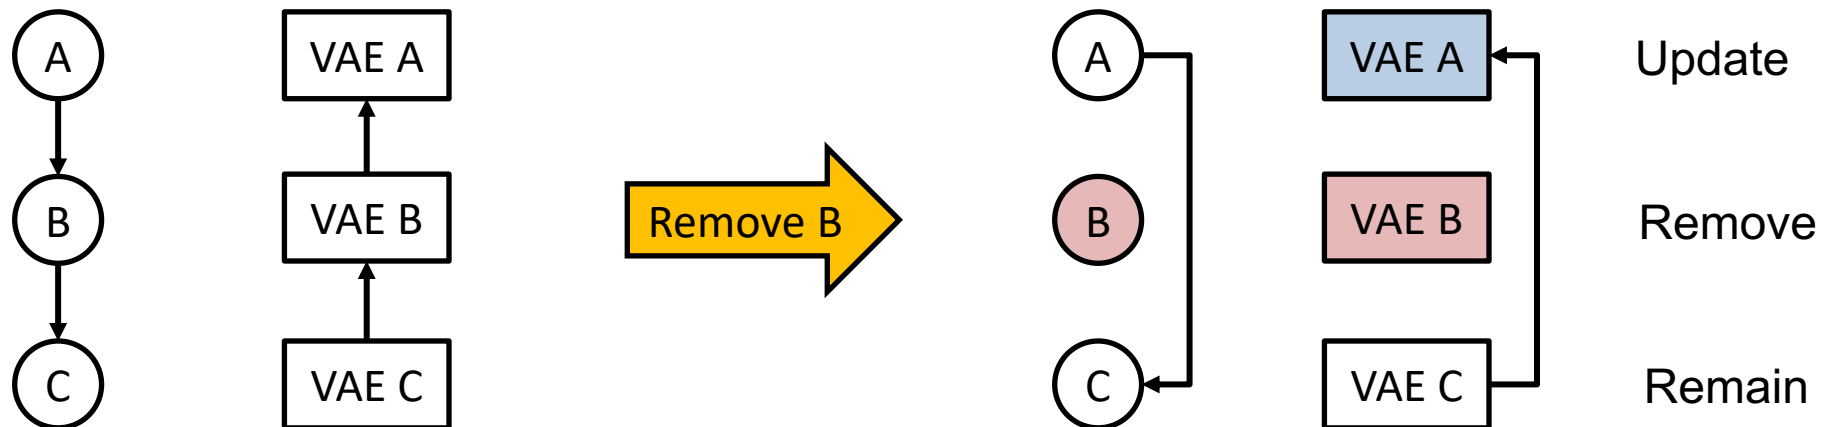 A
VAE A
A
VAE A
Update
B
VAE B
Remove B
B
VAE B
Remove
C
VAE C
C
VAE C
Remain